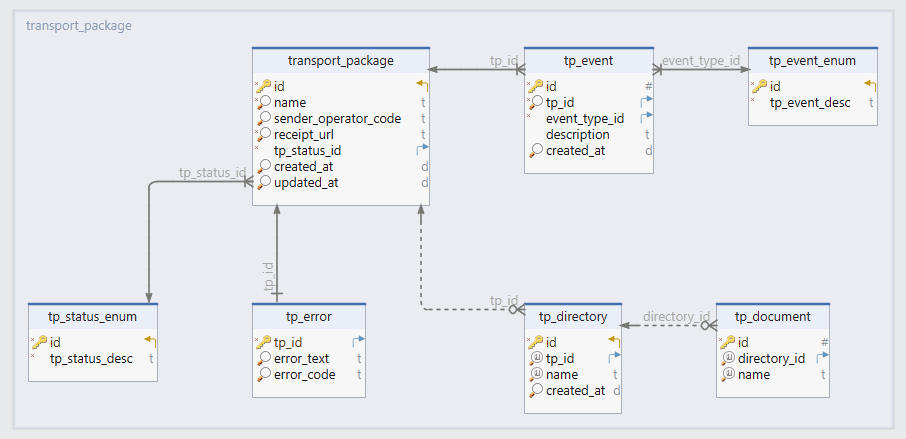 transport_package
transport_package
id
name t
sender_operator_code t
receipt_url t
tp_status_id
created_at d
updated_at d
tp_id
tp_event
id #
tp_id
event_type_id
description t
created_at d
event_type_id
tp_event_enum
id
tp_event_desc t
tp_status_id
tp_id
tp_id
directory_id
tp_status_enum
id
tp_status_desc t
tp_error
tp_id
error_text t
error_code t
tp_directory
id
u tp_id
u name t
created_at d
tp_document
id #
u directory_id
u name t